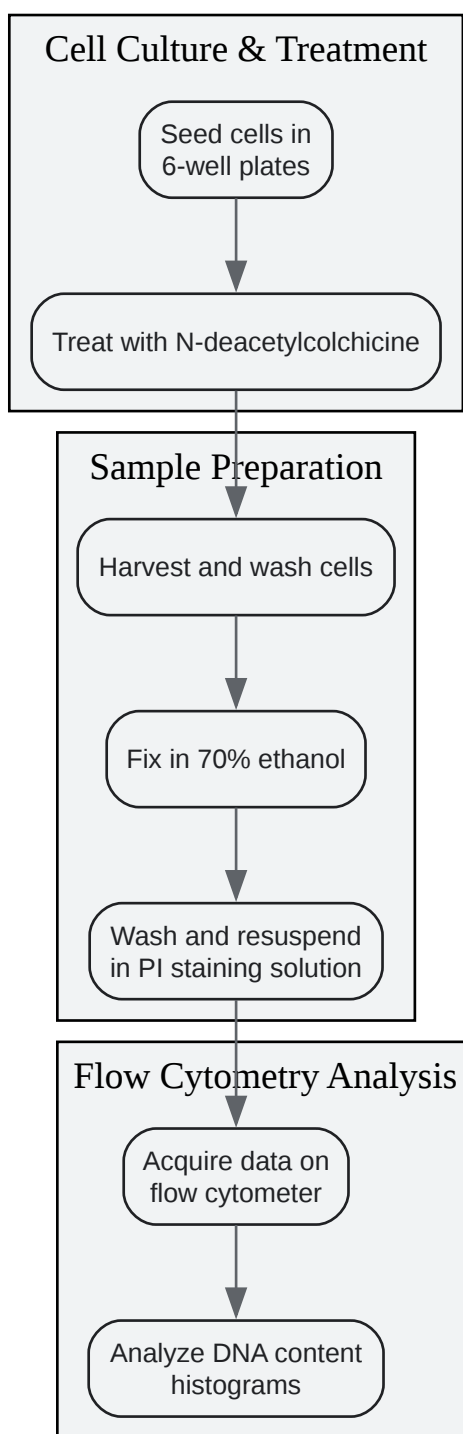 Cell Culture & Treatment
Seed cells in
6-well plates
Treat with N-deacetylcolchicine
Sample Preparation
Harvest and wash cells
Fix in 70% ethanol
Wash and resuspend
in PI staining solution
Flow Cytometry Analysis
Acquire data on
flow cytometer
Analyze DNA content
histograms